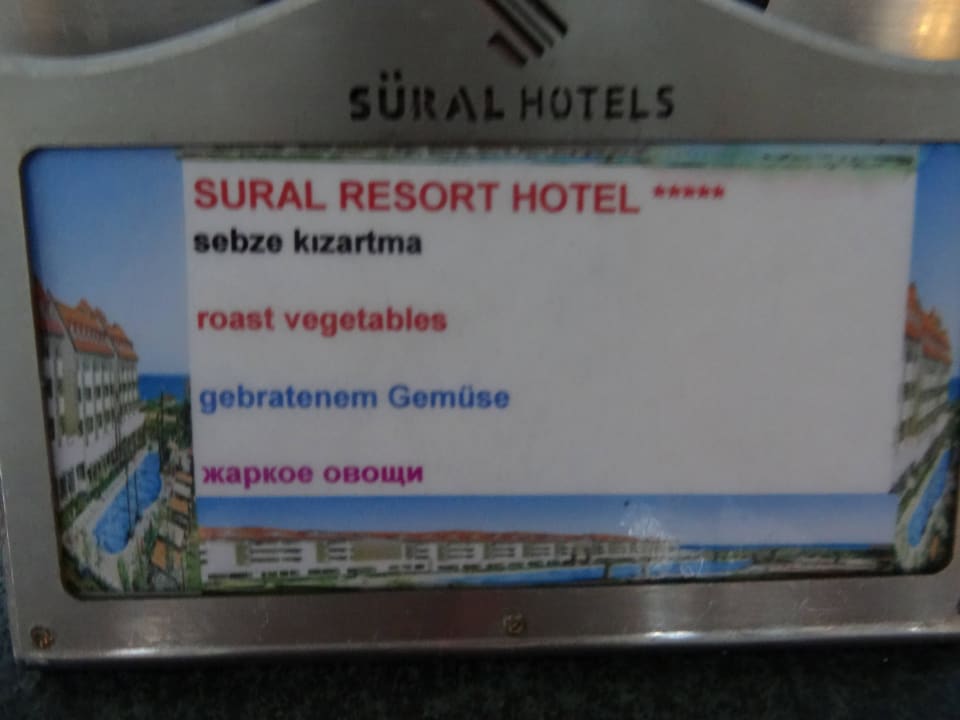 SÜRAL HOTELS
SURAL RESORT HOTEL *****
sebze kızartma
roast vegetables
gebratenem Gemüse
жаркое овощи